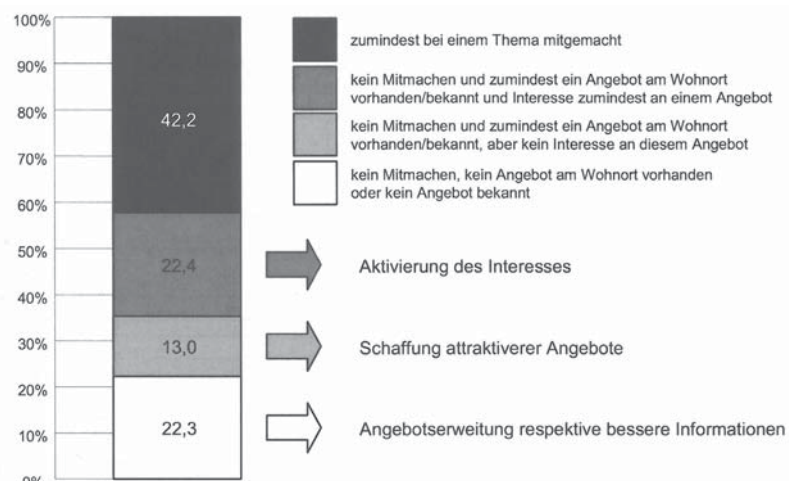 100%
90%
80%
70%
60%
50%
40%
30%
20%
10%
0%
42,2
22,4
13,0
22,3
zumindest bei einem Thema mitgemacht
kein Mitmachen und zumindest ein Angebot am Wohnort
vorhanden/bekannt und Interesse zumindest an einem Angebot
kein Mitmachen und zumindest ein Angebot am Wohnort
vorhanden/bekannt, aber kein Interesse an diesem Angebot
kein Mitmachen, kein Angebot am Wohnort vorhanden
oder kein Angebot bekannt
Aktivierung des Interesses
Schaffung attraktiverer Angebote
Angebotserweitung respektive bessere Informationen